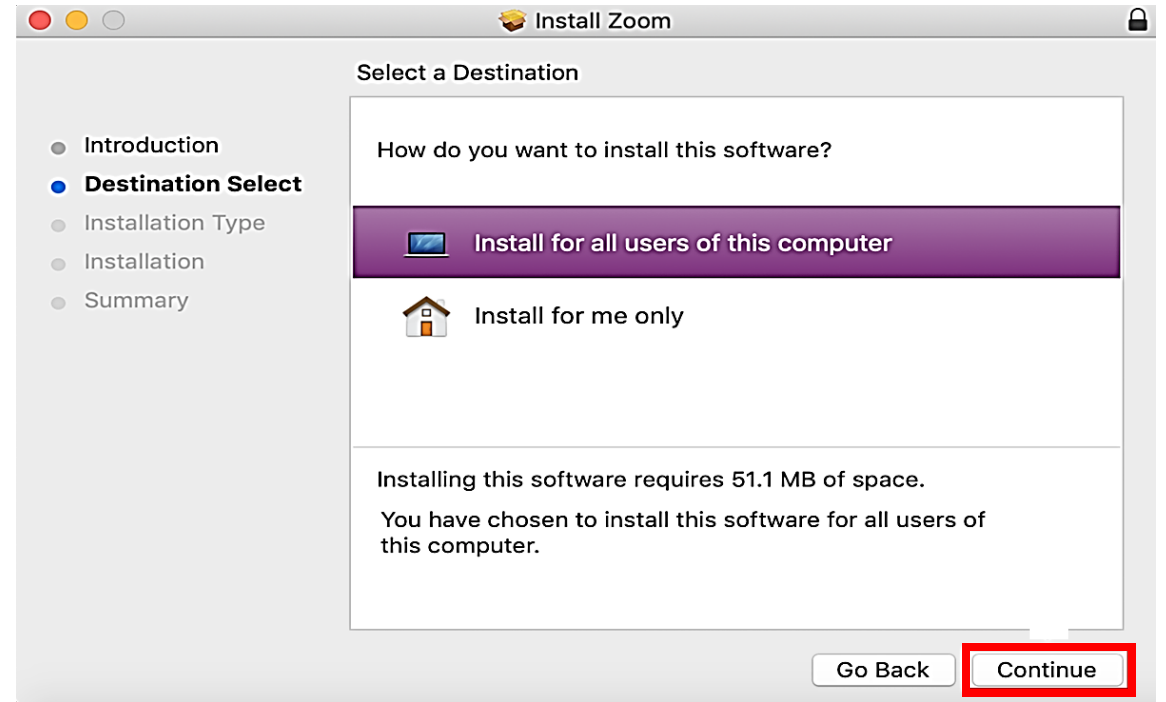 Install Zoom
Select a Destination
Introduction
Destination Select
Installation Type
Installation
Summary
How do you want to install this software?
Install for all users of this computer
Install for me only
Installing this software requires 51.1 MB of space.
You have chosen to install this software for all users of
this computer.
Go Back
Continue